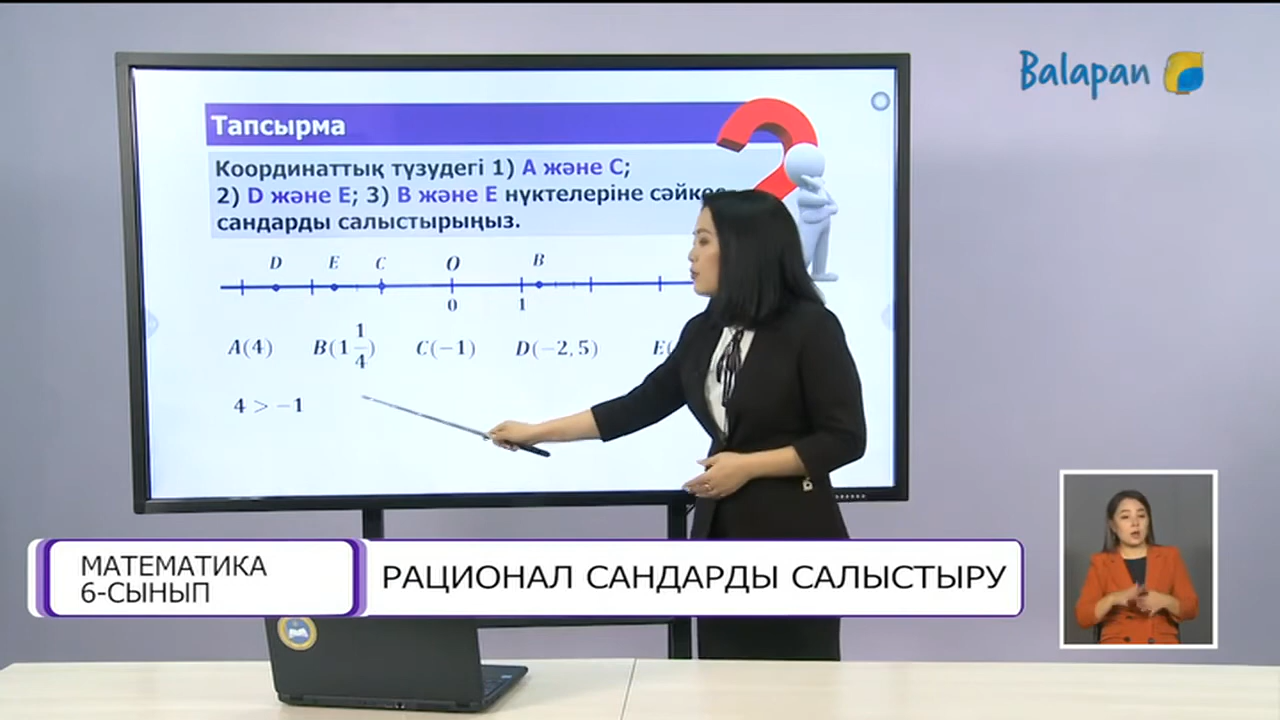 Balapan
Тапсырма
Координаттық түзудегі 1) А және С;
2) D және Е; 3) В және Е нүктелеріне
сандарды салыстырыңыз.
D E C O B
0 1
A(4) B(1 1/4) C(−1) D(−2,5) E(
4 > −1
МАТЕМАТИКА
6-СЫНЫП
РАЦИОНАЛ САНДАРДЫ САЛЫСТЫРУ